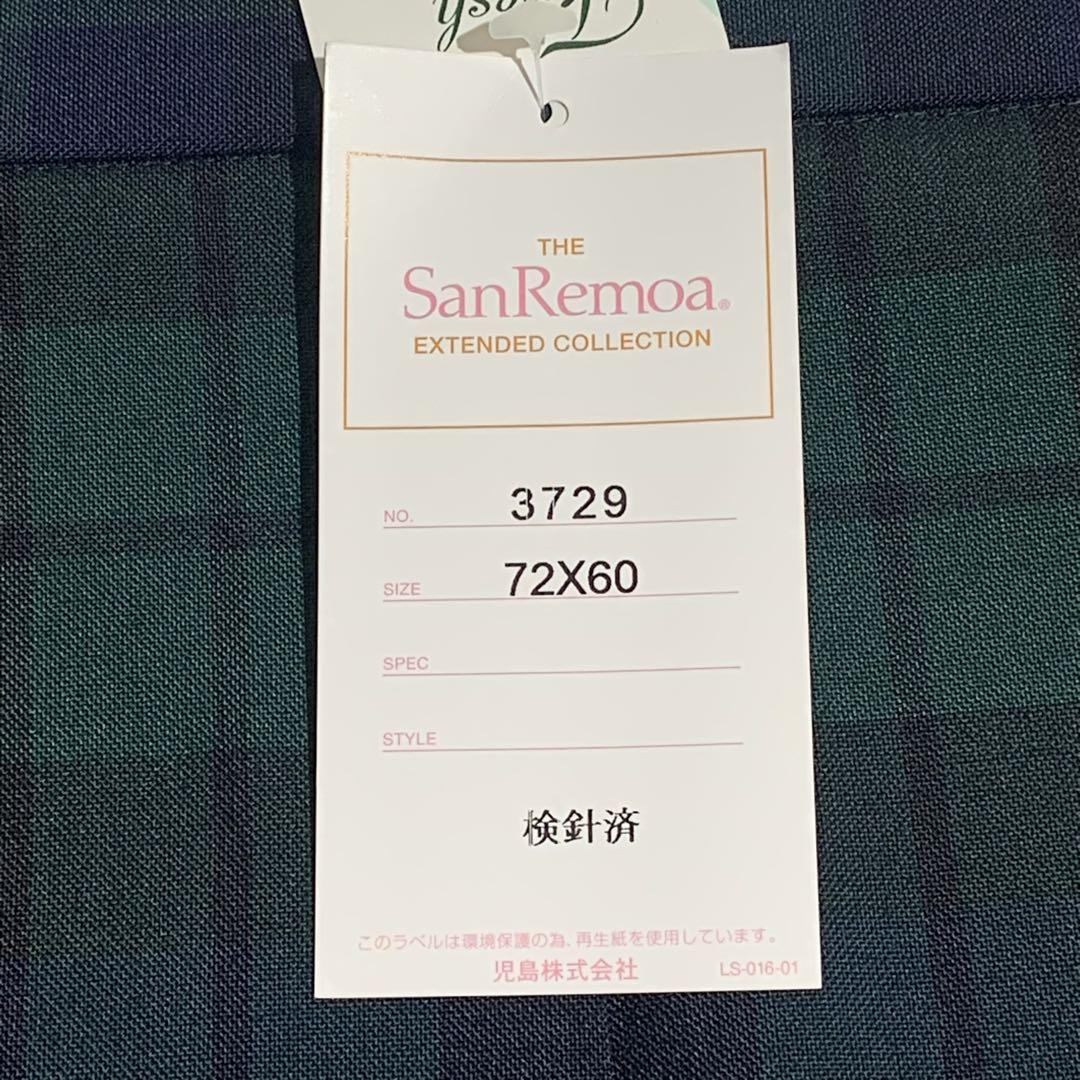 THE
SanRemoa®
EXTENDED COLLECTION
NO. 3729
SIZE 72X60
SPEC
STYLE
検針済
このラベルは環境保護の為、再生紙を使用しています。
児島株式会社
LS-016-01